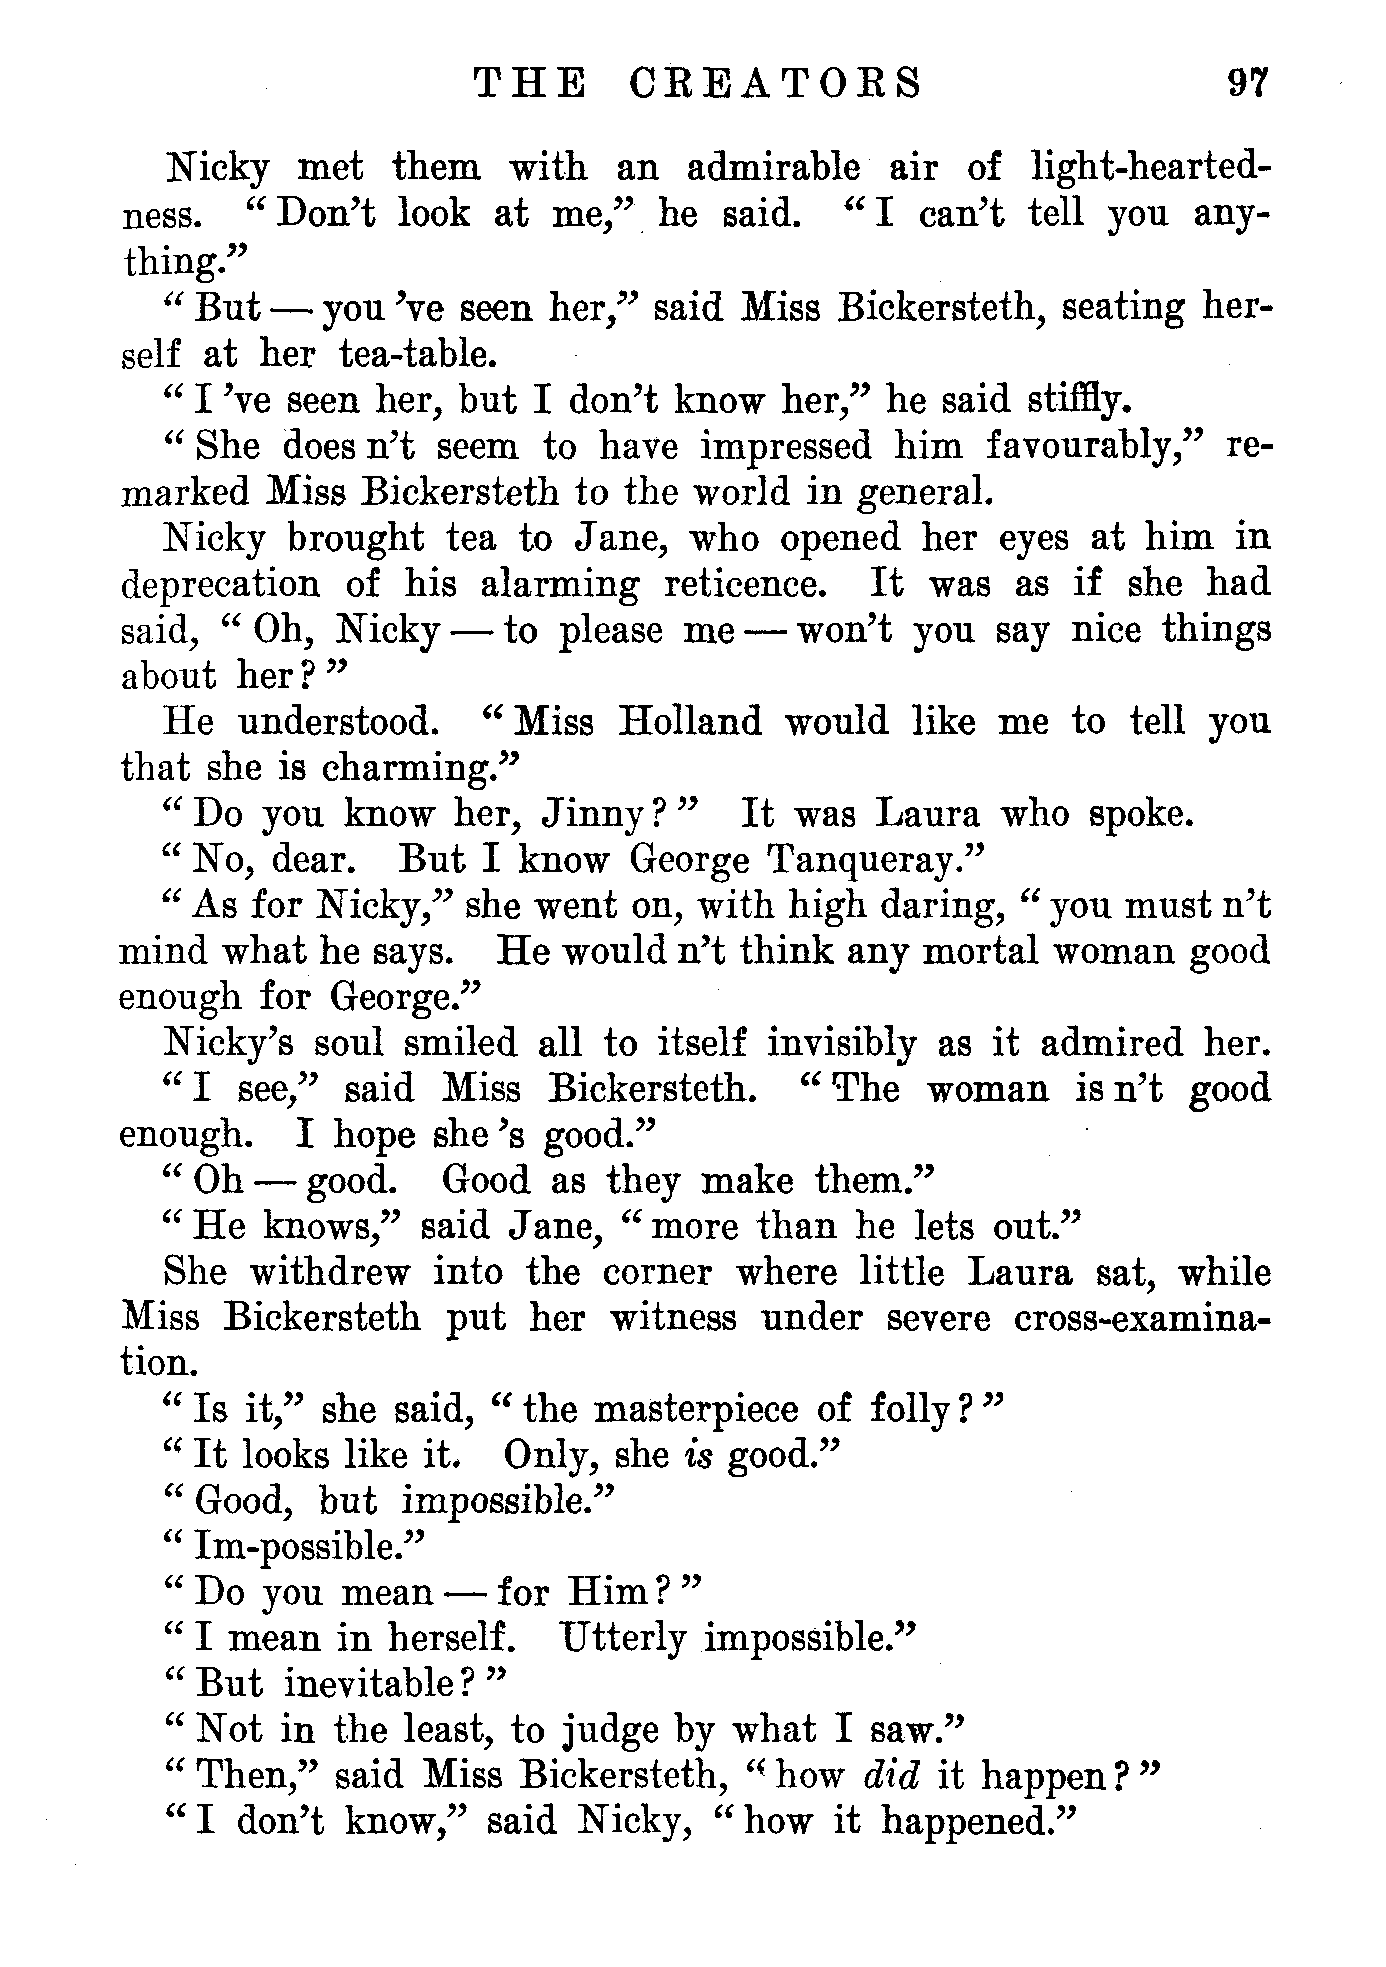 THE CREATORS 97
Nicky met them with an admirable air of light-hearted-
ness. "Don't look at me," he said. "I can't tell you any-
thing."
"But — you 've seen her," said Miss Bickersteth, seating her-
self at her tea-table.
"I 've seen her, but I don't know her," he said stiffly.
"She does n't seem to have impressed him favourably," re-
marked Miss Bickersteth to the world in general.
Nicky brought tea to Jane, who opened her eyes at him in
deprecation of his alarming reticence. It was as if she had
said, "Oh, Nicky — to please me — won't you say nice things
about her?"
He understood. "Miss Holland would like me to tell you
that she is charming."
"Do you know her, Jinny?" It was Laura who spoke.
"No, dear. But I know George Tanqueray."
"As for Nicky," she went on, with high daring, "you must n't
mind what he says. He would n't think any mortal woman good
enough for George."
Nicky's soul smiled all to itself invisibly as it admired her.
"I see," said Miss Bickersteth. "The woman is n't good
enough. I hope she 's good."
"Oh — good. Good as they make them."
"He knows," said Jane, "more than he lets out."
She withdrew into the corner where little Laura sat, while
Miss Bickersteth put her witness under severe cross-examina-
tion.
"Is it," she said, "the masterpiece of folly?"
"It looks like it. Only, she is good."
"Good, but impossible."
"Im-possible."
"Do you mean — for Him?"
"I mean in herself. Utterly impossible."
"But inevitable?"
"Not in the least, to judge by what I saw."
"Then," said Miss Bickersteth, "how did it happen?"
"I don't know," said Nicky, "how it happened."